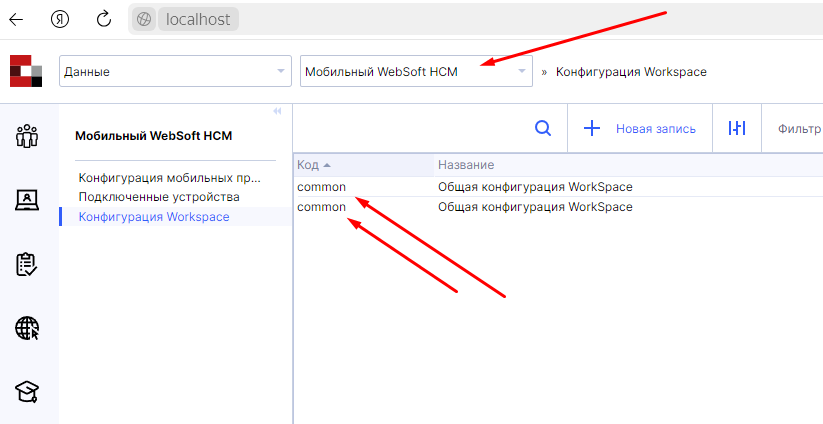 localhost
Данные
Мобильный WebSoft HCM
» Конфигурация Workspace
Мобильный WebSoft HCM
Новая запись
Фильтр
Конфигурация мобильных пр...
Подключенные устройства
Конфигурация Workspace
Код
Название
common
Общая конфигурация WorkSpace
common
Общая конфигурация WorkSpace